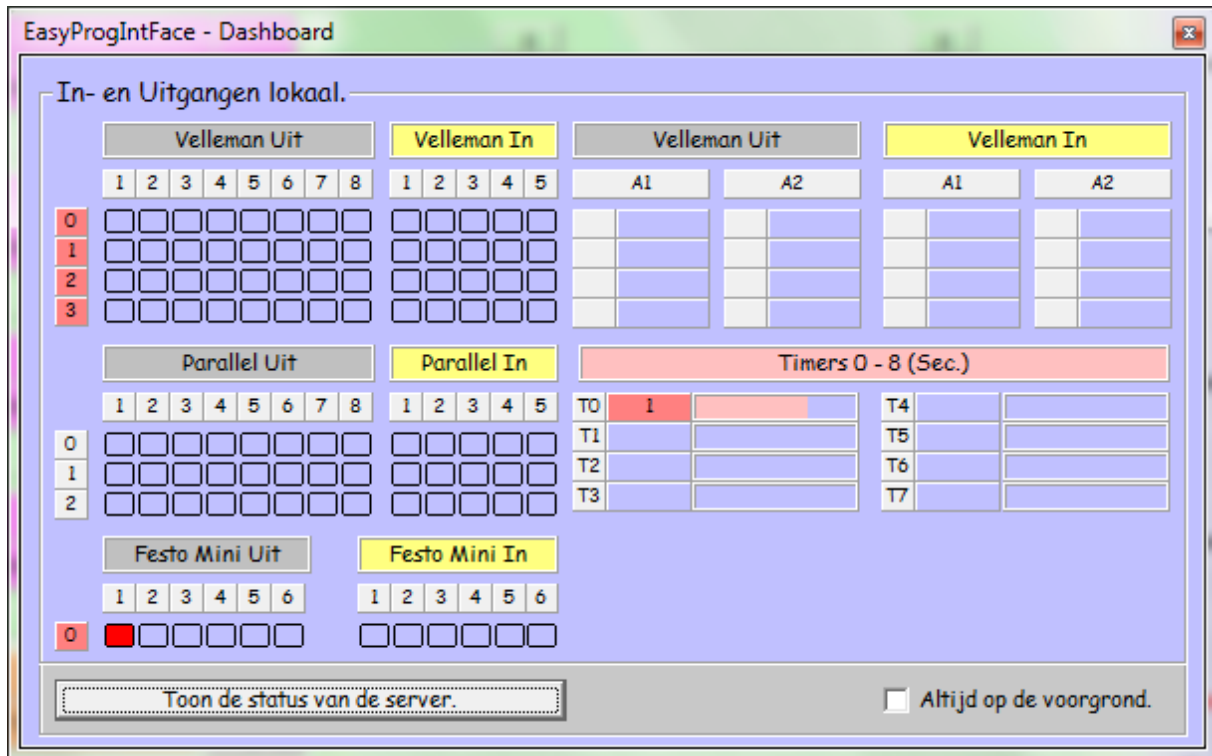 EasyProgIntFace - Dashboard
In- en Uitgangen lokaal.
Velleman Uit Velleman In Velleman Uit Velleman In
1 2 3 4 5 6 7 8 1 2 3 4 5 A1 A2 A1 A2
0
1
2
3
Parallel Uit Parallel In Timers 0 - 8 (Sec.)
1 2 3 4 5 6 7 8 1 2 3 4 5 T0 1 T4
0 T1 T5
1 T2 T6
2 T3 T7
Festo Mini Uit Festo Mini In
1 2 3 4 5 6 1 2 3 4 5 6
0
Toon de status van de server. Altijd op de voorgrond.